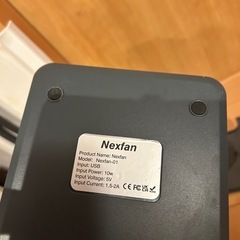 Nexfan
Product Name: Nexfan
Model: Nexfan-01
Input: USB
Input Power: 10w
Input Voltage: 5V
Input Current: 1.5-2A